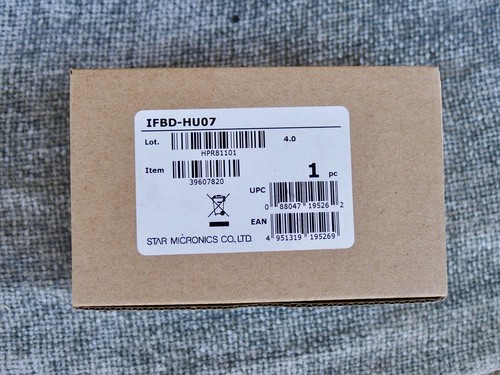 IFBD-HU07
Lot. 4.0
HPR81101
Item 1 pc
39607820
UPC
0 88047 19526 2
EAN
4 951319 195269
STAR MICRONICS CO., LTD.